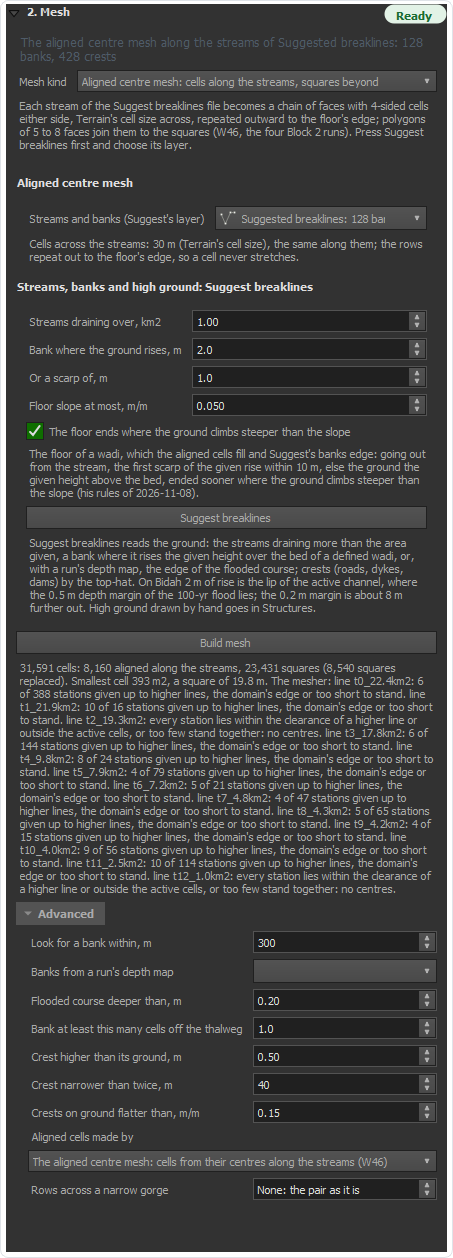 2. Mesh
Ready
The aligned centre mesh along the streams of Suggested breaklines: 128
banks, 428 crests
Mesh kind
Aligned centre mesh: cells along the streams, squares beyond
Each stream of the Suggest breaklines file becomes a chain of faces with 4-sided cells
either side, Terrain's cell size across, repeated outward to the floor's edge; polygons
of 5 to 8 faces join them to the squares (W46, the four Block 2 runs). Press Suggest
breaklines first and choose its layer.
Aligned centre mesh
Streams and banks (Suggest's layer)
Suggested breaklines: 128 bar
Cells across the streams: 30 m (Terrain's cell size), the same along them; the rows
repeat out to the floor's edge, so a cell never stretches.
Streams, banks and high ground: Suggest breaklines
Streams draining over, km2
1.00
Bank where the ground rises, m
2.0
Or a scarp of, m
1.0
Floor slope at most, m/m
0.050
The floor ends where the ground climbs steeper than the slope
The floor of a wadi, which the aligned cells fill and Suggest's banks edge: going out
from the stream, the first scarp of the given rise within 10 m, else the ground the
given height above the bed, ended sooner where the ground climbs steeper than
the slope (his rules of 2026-11-08).
Suggest breaklines
Suggest breaklines reads the ground: the streams draining more than the area
given, a bank where it rises the given height over the bed of a defined wadi, or,
with a run's depth map, the edge of the flooded course; crests (roads, dykes,
dams) by the top-hat. On Bidah 2 m of rise is the lip of the active channel, where
the 0.5 m depth margin of the 100-yr flood lies; the 0.2 m margin is about 8 m
further out. High ground drawn by hand goes in Structures.
Build mesh
31,591 cells: 8,160 aligned along the streams, 23,431 squares (8,540 squares
replaced). Smallest cell 393 m2, a square of 19.8 m. The mesher: line t0_22.4km2: 6
of 388 stations given up to higher lines, the domain's edge or too short to stand. line
t1_21.9km2: 10 of 16 stations given up to higher lines, the domain's edge or too short
to stand. line t2_19.3km2: every station lies within the clearance of a higher line or
outside the active cells, or too few stand together: no centres. line t3_17.8km2: 6 of
144 stations given up to higher lines, the domain's edge or too short to stand. line
t4_9.8km2: 8 of 24 stations given up to higher lines, the domain's edge or too short to
stand. line t5_7.9km2: 4 of 79 stations given up to higher lines, the domain's edge or
too short to stand. line t6_7.2km2: 5 of 21 stations given up to higher lines, the
domain's edge or too short to stand. line t7_4.8km2: 4 of 47 stations given up to
higher lines, the domain's edge or too short to stand. line t8_4.3km2: 5 of 65 stations
given up to higher lines, the domain's edge or too short to stand. line t9_4.2km2: 4 of
15 stations given up to higher lines, the domain's edge or too short to stand. line
t10_4.0km2: 9 of 56 stations given up to higher lines, the domain's edge or too short
to stand. line t11_2.5km2: 10 of 114 stations given up to higher lines, the domain's
edge or too short to stand. line t12_1.0km2: every station lies within the clearance of
a higher line or outside the active cells, or too few stand together: no centres.
Advanced
Look for a bank within, m
300
Banks from a run's depth map
Flooded course deeper than, m
0.20
Bank at least this many cells off the thalweg
1.0
Crest higher than its ground, m
0.50
Crest narrower than twice, m
40
Crests on ground flatter than, m/m
0.15
Aligned cells made by
The aligned centre mesh: cells from their centres along the streams (W46)
Rows across a narrow gorge
None: the pair as it is